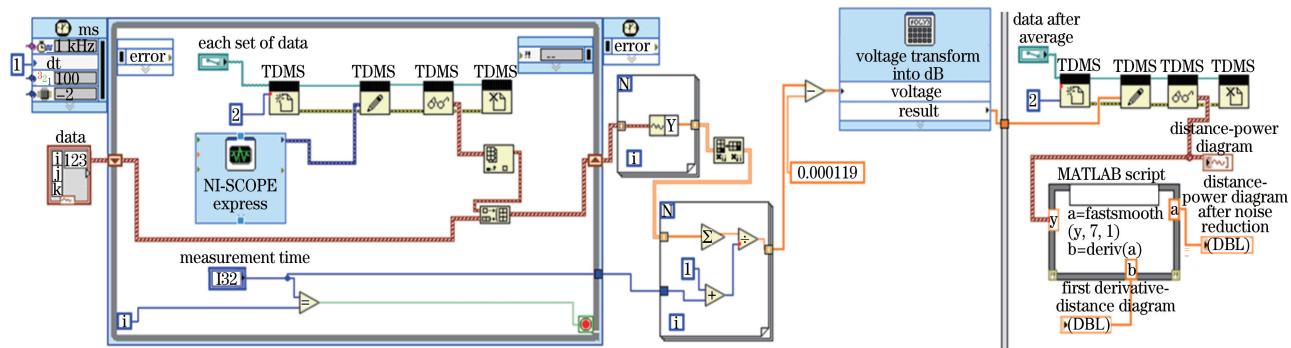 ms
1 kHz
1
dt
100
-2
error
each set of data
TDMS TDMS TDMS TDMS
2
error
data
i 123
j
k
NI-SCOPE
express
measurement time
I32
=
i
N
Y
i
N
Σ
÷
1
+
i
-
0.000119
voltage transform
into dB
voltage
result
data after
average
TDMS TDMS TDMS TDMS
2
distance-power
diagram
MATLAB script
y
a=fastsmooth
(y, 7, 1)
b=deriv(a)
a
b
distance-
power diagram
after noise
reduction
(DBL)
first derivative-
distance diagram
(DBL)